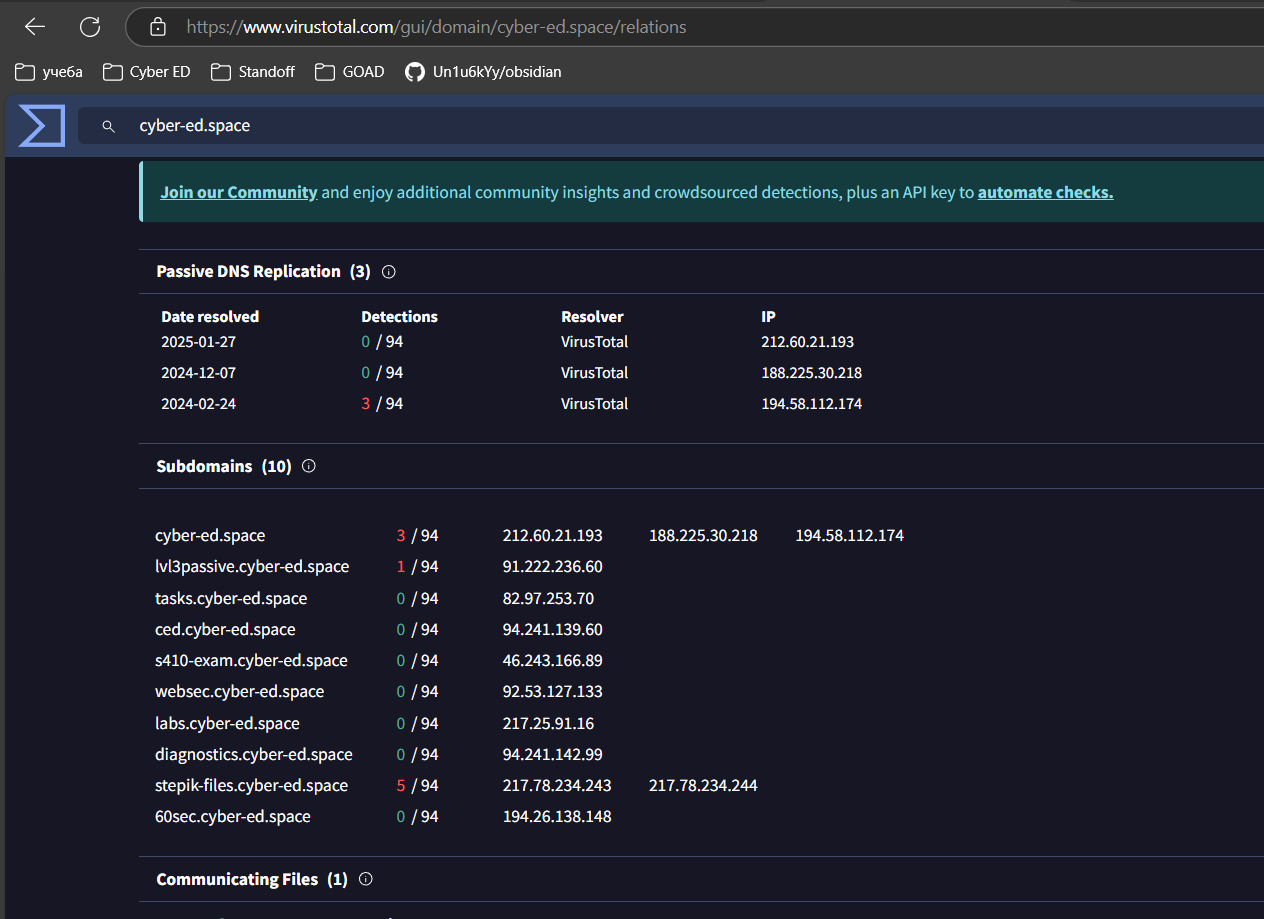 https://www.virustotal.com/gui/domain/cyber-ed.space/relations
yue6a Cyber ED Standoff GOAD Un1u6kYy/obsidian
cyber-ed.space
Join our Community and enjoy additional community insights and crowdsourced detections, plus an API key to automate checks.
Passive DNS Replication (3)
Date resolved Detections Resolver IP
2025-01-27 0 / 94 VirusTotal 212.60.21.193
2024-12-07 0 / 94 VirusTotal 188.225.30.218
2024-02-24 3 / 94 VirusTotal 194.58.112.174
Subdomains (10)
cyber-ed.space 3 / 94 212.60.21.193 188.225.30.218 194.58.112.174
lvl3passive.cyber-ed.space 1 / 94 91.222.236.60
tasks.cyber-ed.space 0 / 94 82.97.253.70
ced.cyber-ed.space 0 / 94 94.241.139.60
s410-exam.cyber-ed.space 0 / 94 46.243.166.89
websec.cyber-ed.space 0 / 94 92.53.127.133
labs.cyber-ed.space 0 / 94 217.25.91.16
diagnostics.cyber-ed.space 0 / 94 94.241.142.99
stepik-files.cyber-ed.space 5 / 94 217.78.234.243 217.78.234.244
60sec.cyber-ed.space 0 / 94 194.26.138.148
Communicating Files (1)